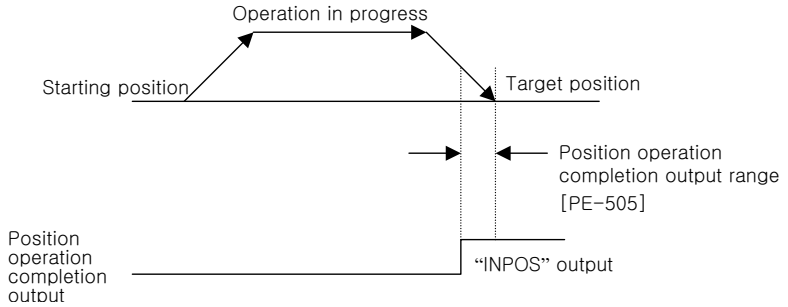 Operation in progress
Starting position
Target position
Position operation
completion output range
[PE-505]
Position
operation
completion
output
“INPOS” output